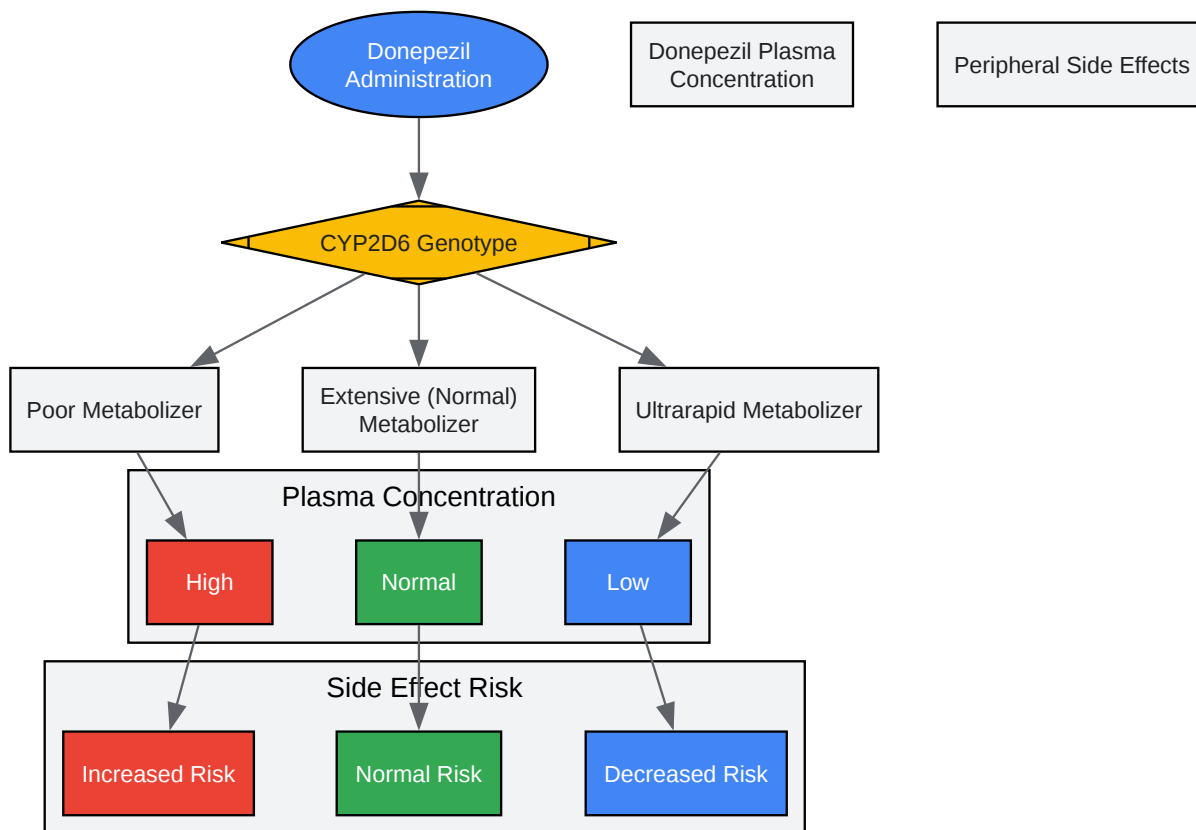 Donepezil
Administration
Donepezil Plasma
Concentration
Peripheral Side Effects
CYP2D6 Genotype
Poor Metabolizer
Extensive (Normal)
Metabolizer
Ultrarapid Metabolizer
Plasma Concentration
High
Normal
Low
Side Effect Risk
Increased Risk
Normal Risk
Decreased Risk